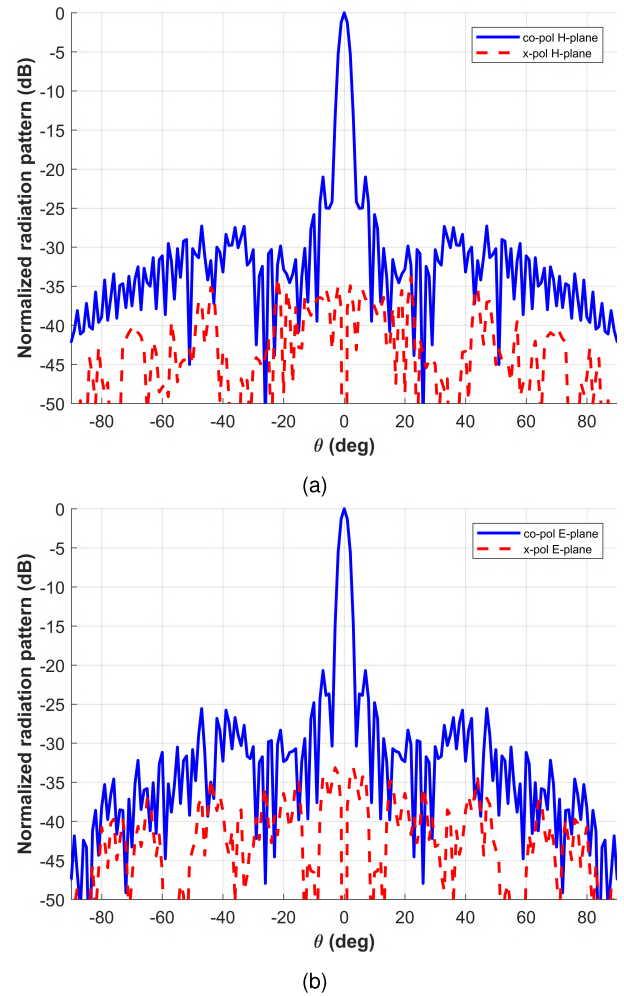 0
-5
-10
-15
-20
-25
-30
-35
-40
-45
-50
Normalized radiation pattern (dB)
co-pol H-plane
x-pol H-plane
-80 -60 -40 -20 0 20 40 60 80
θ (deg)
(a)
0
-5
-10
-15
-20
-25
-30
-35
-40
-45
-50
Normalized radiation pattern (dB)
co-pol E-plane
x-pol E-plane
-80 -60 -40 -20 0 20 40 60 80
θ (deg)
(b)